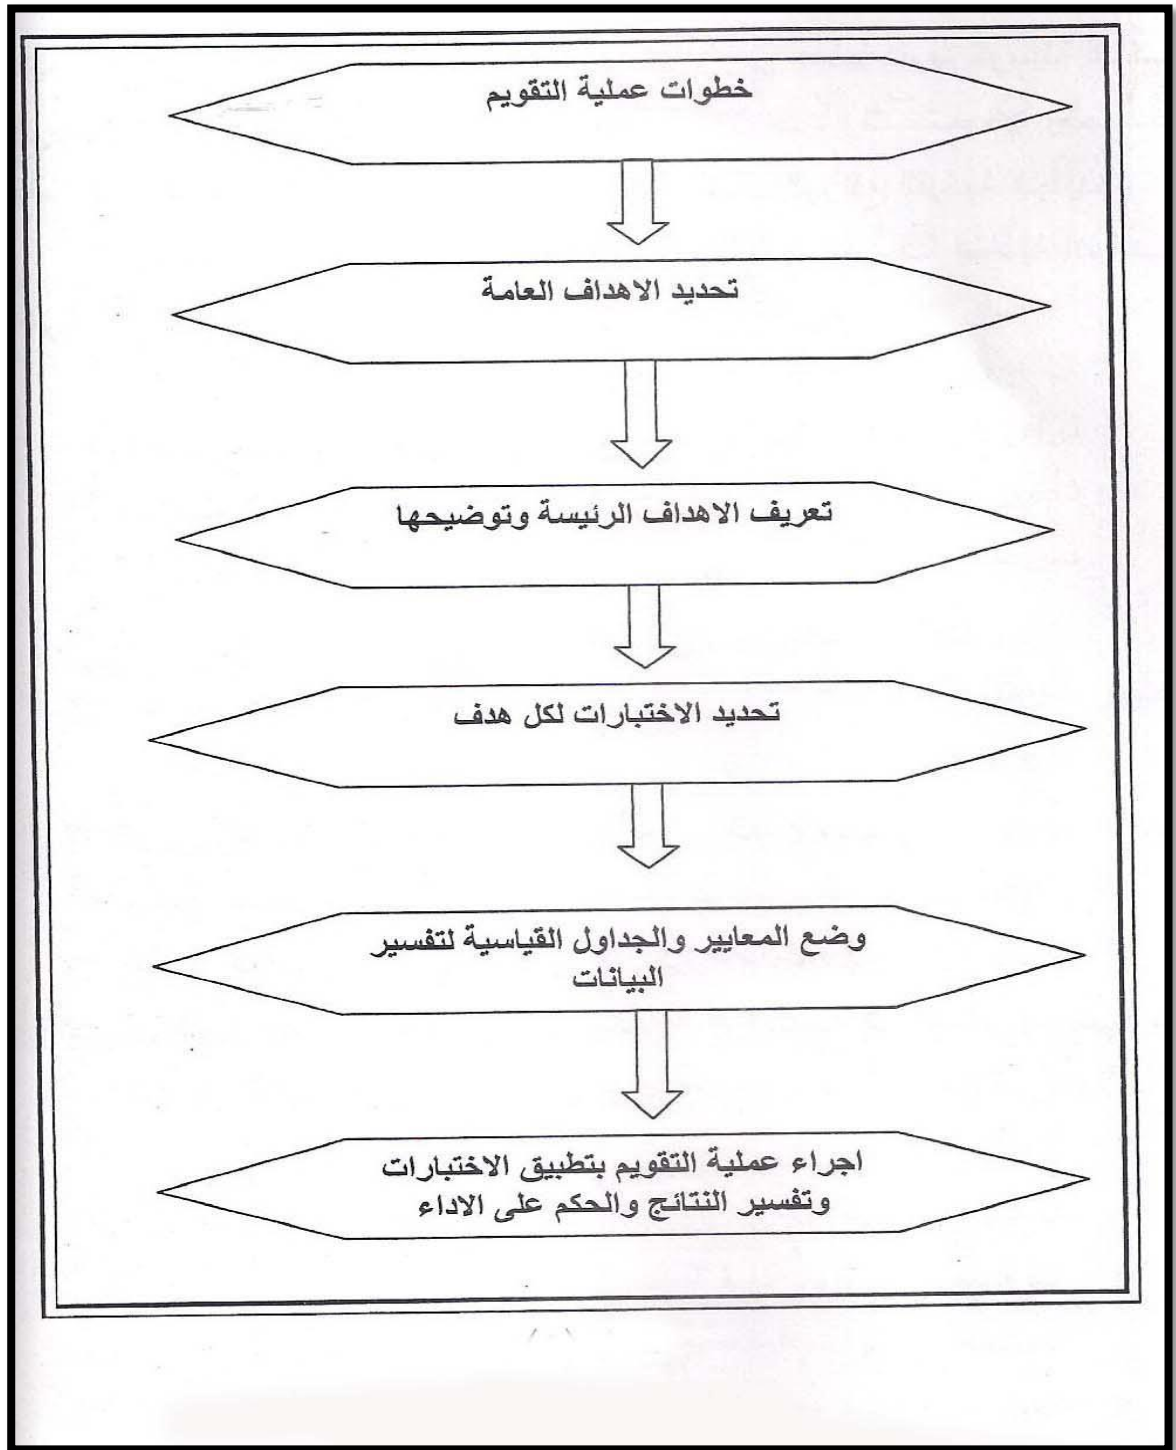 خطوات عملية التقويم
تحديد الاهداف العامة
تعريف الاهداف الرئيسة وتوضيحها
تحديد الاختبارات لكل هدف
وضع المعايير والجداول القياسية لتفسير
البيانات
اجراء عملية التقويم بتطبيق الاختبارات
وتفسير النتائج والحكم على الاداء